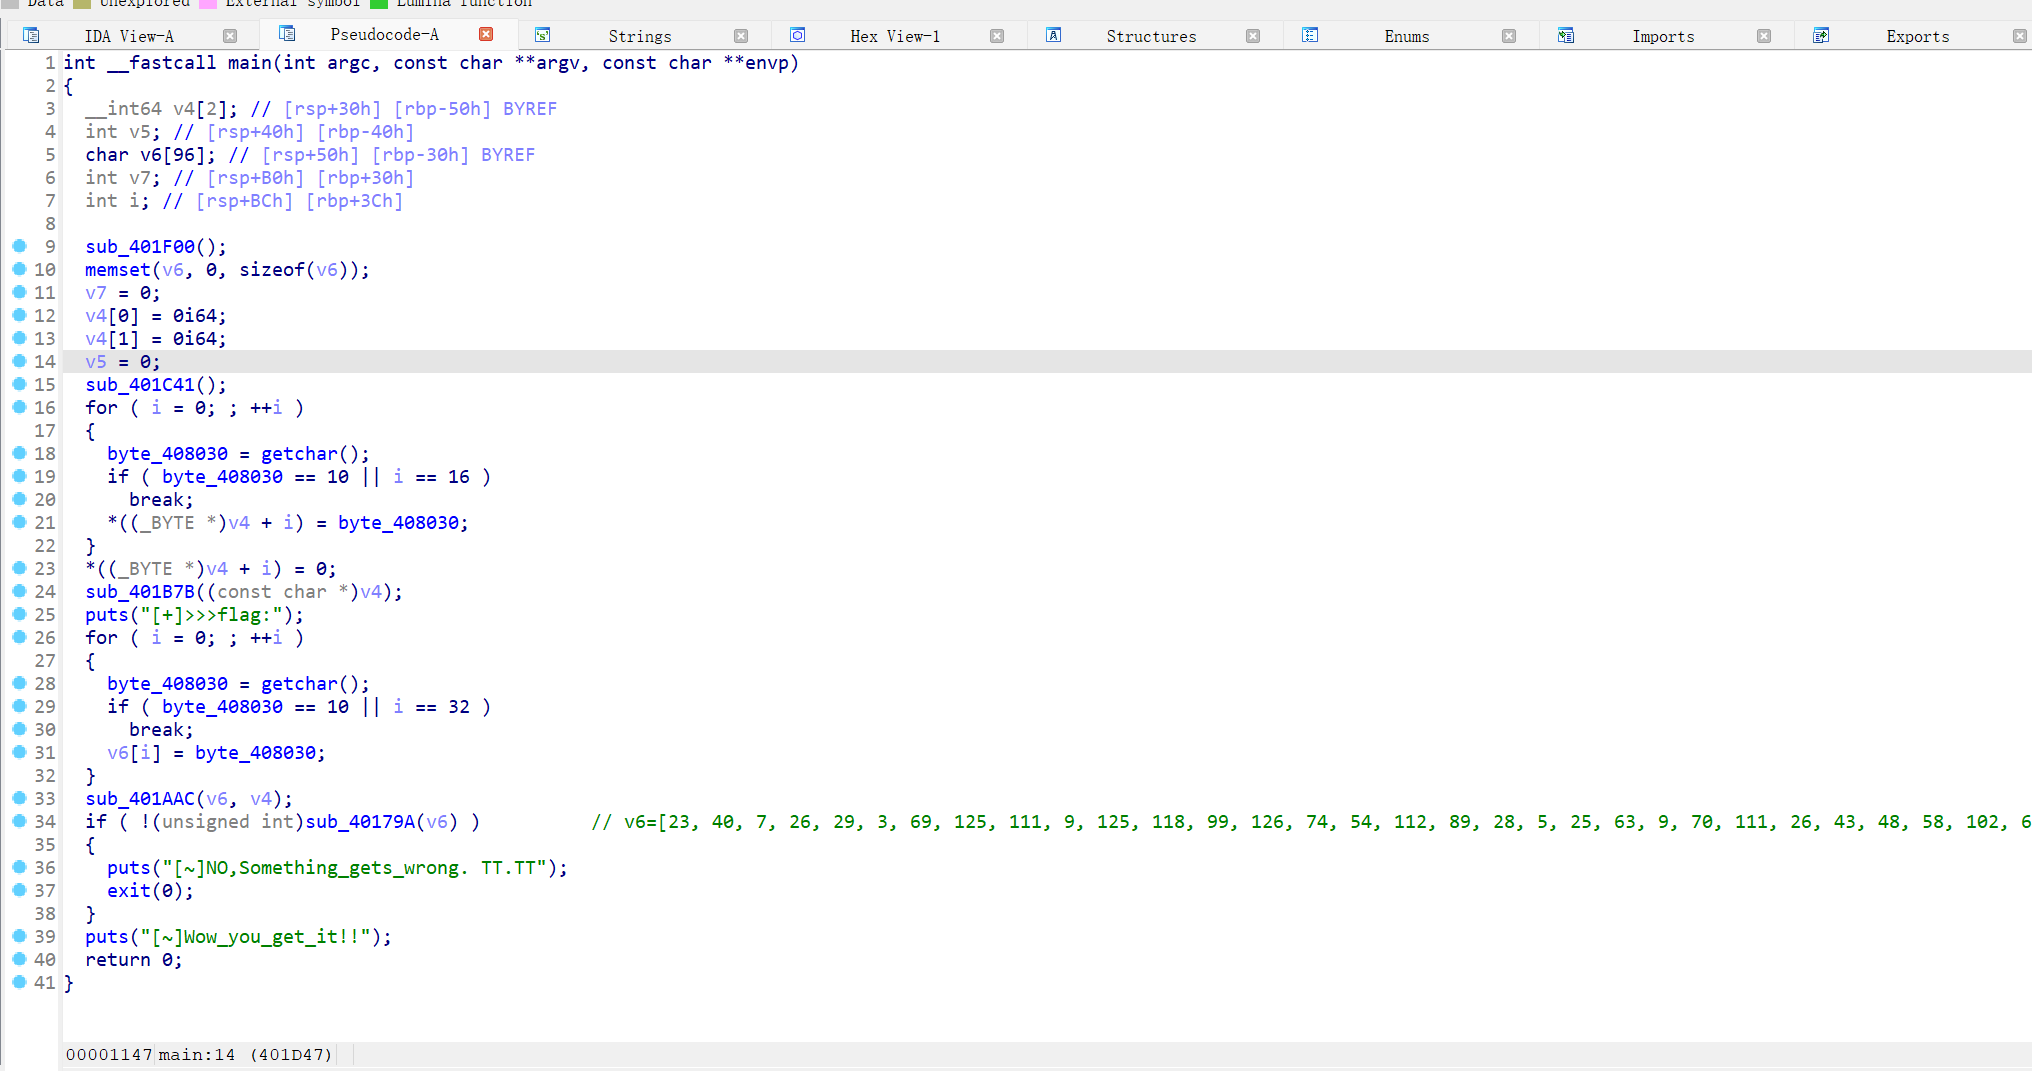 Data Unexplored External symbol Lumina function
IDA View-A Pseudocode-A Strings Hex View-1 Structures Enums Imports Exports
1 int __fastcall main(int argc, const char **argv, const char **envp)
2 {
3 __int64 v4[2]; // [rsp+30h] [rbp-50h] BYREF
4 int v5; // [rsp+40h] [rbp-40h]
5 char v6[96]; // [rsp+50h] [rbp-30h] BYREF
6 int v7; // [rsp+B0h] [rbp+30h]
7 int i; // [rsp+BCh] [rbp+3Ch]
8
9 sub_401F00();
10 memset(v6, 0, sizeof(v6));
11 v7 = 0;
12 v4[0] = 0i64;
13 v4[1] = 0i64;
14 v5 = 0;
15 sub_401C41();
16 for ( i = 0; ; ++i )
17 {
18 byte_408030 = getchar();
19 if ( byte_408030 == 10 || i == 16 )
20 break;
21 *((_BYTE *)v4 + i) = byte_408030;
22 }
23 *((_BYTE *)v4 + i) = 0;
24 sub_401B7B((const char *)v4);
25 puts("[+]>>>flag:");
26 for ( i = 0; ; ++i )
27 {
28 byte_408030 = getchar();
29 if ( byte_408030 == 10 || i == 32 )
30 break;
31 v6[i] = byte_408030;
32 }
33 sub_401AAC(v6, v4);
34 if ( !(unsigned int)sub_40179A(v6) ) // v6=[23, 40, 7, 26, 29, 3, 69, 125, 111, 9, 125, 118, 99, 126, 74, 54, 112, 89, 28, 5, 25, 63, 9, 70, 111, 26, 43, 48, 58, 102, 6
35 {
36 puts("[~]NO,Something_gets_wrong. TT.TT");
37 exit(0);
38 }
39 puts("[~]Wow_you_get_it!!");
40 return 0;
41 }
00001147 main:14 (401D47)